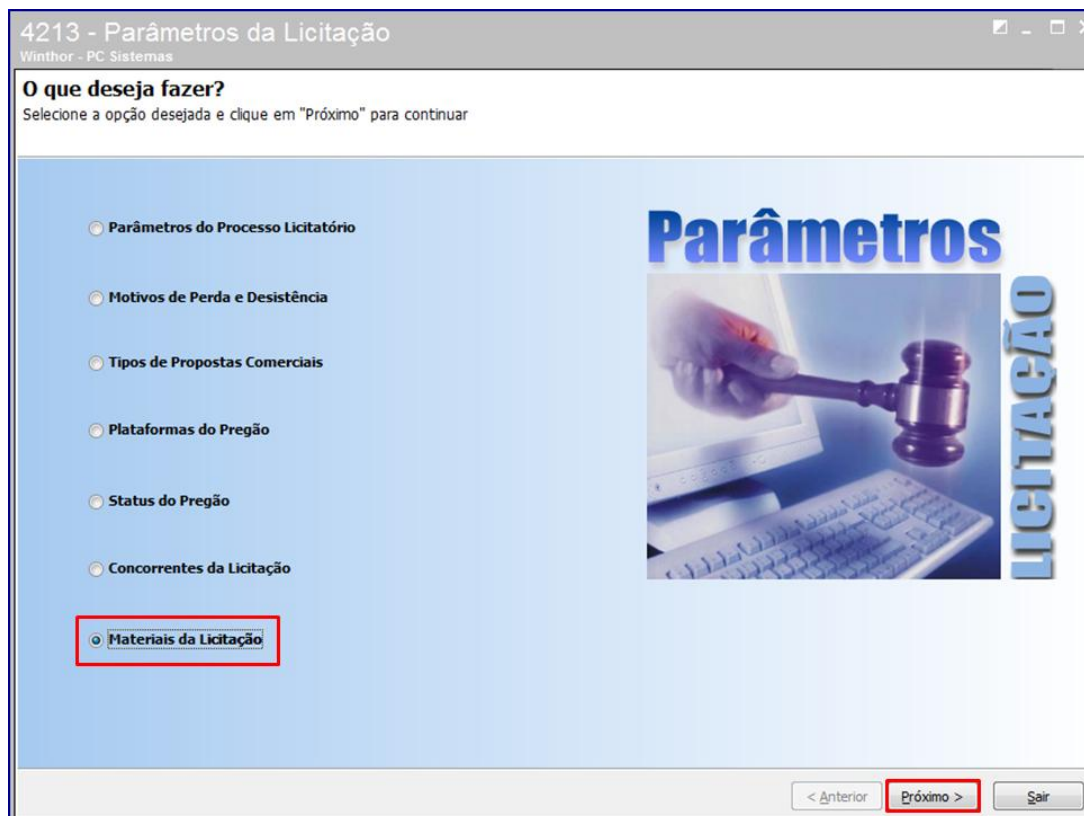 4213 - Parâmetros da Licitação
Winthor - PC Sistemas
O que deseja fazer?
Selecione a opção desejada e clique em "Próximo" para continuar
Parâmetros do Processo Licitatório
Motivos de Perda e Desistência
Tipos de Propostas Comerciais
Plataformas do Pregão
Status do Pregão
Concorrentes da Licitação
Materiais da Licitação
Parâmetros
LICITAÇÃO
< Anterior
Próximo >
Sair